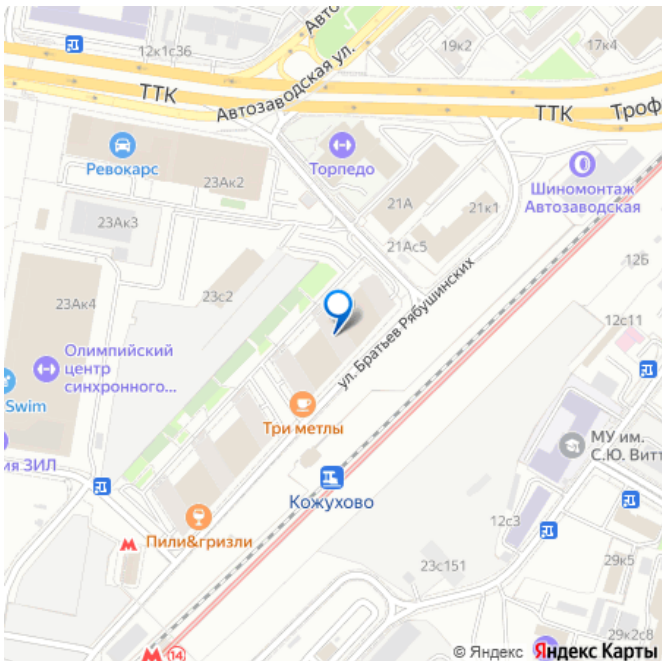 Авто
12к1с36
19к2
17к4
Автозаводская ул.
ТТК
ТТК
Троф
Ревокарс
Торпедо
23Ак2
21А
21к1
Шиномонтаж
Автозаводская
23Ак3
21Ас5
12Б
23с2
23Ак4
ул. Братьев Рябушинских
12с11
Олимпийский
центр
синхронного...
Swim
Три метлы
МУ им.
С.Ю. Витт
ия ЗИЛ
Кожухово
Пили&гризли
12с3
23с151
29к5
14
29к2с8
© Яндекс Яндекс Карты